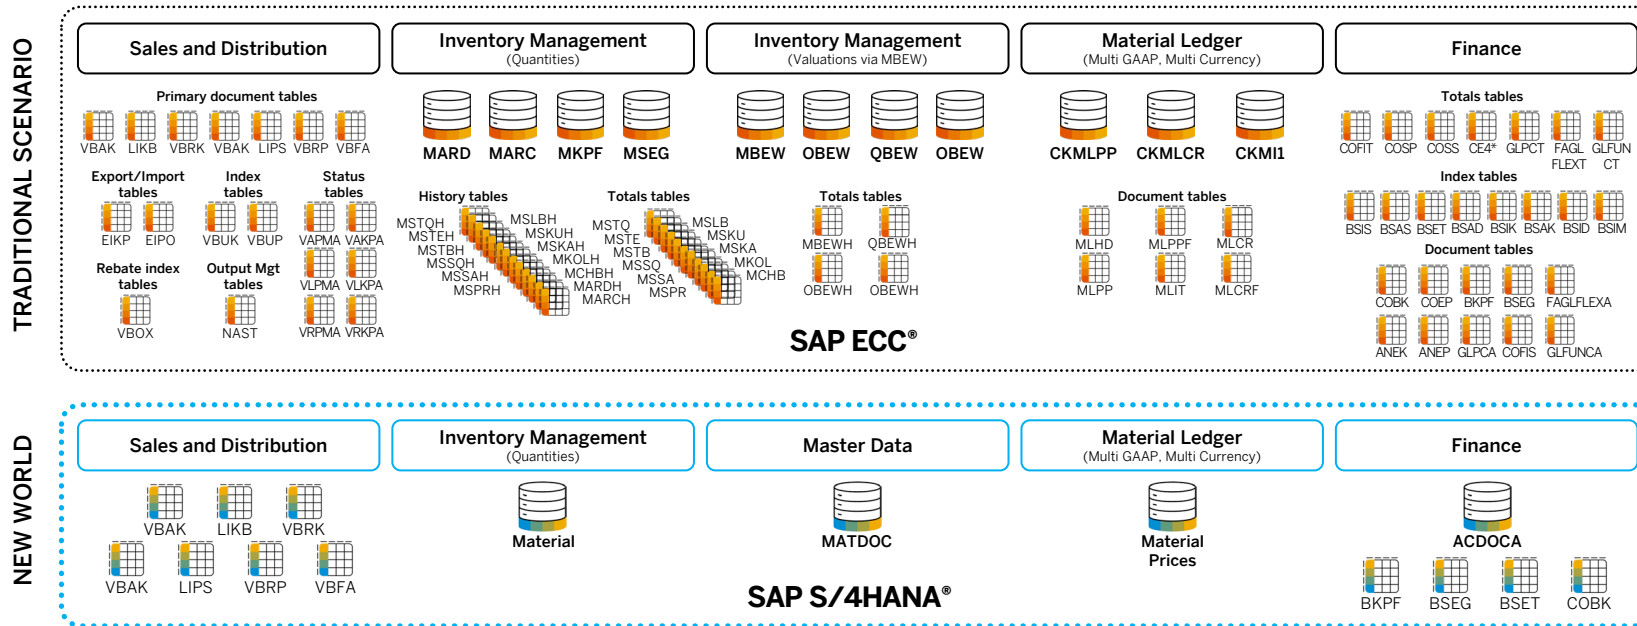 TRADITIONAL SCENARIO
Sales and Distribution
Primary document tables
VBAK LIKB VBRK VBAK LIPS VBRP VBFA
Export/Import
tables
EIKP EIPO
Index
tables
VBUK VBUP
Status
tables
VAPMA VAKPA
VLPMA VLKPA
VRPMA VRKPA
Rebate index
tables
VBOX
Output Mgt
tables
NAST
Inventory Management
(Quantities)
MARD MARC MKPF MSEG
History tables
MSTQH
MSTEH
MSTBH
MSSQH
MSSAH
MSPRH
MSLBH
MSKUH
MSKAH
MKOLH
MCHBH
MARDH
MARCH
Totals tables
MSTQ
MSTE
MSTB
MSSQ
MSSA
MSPR
MSLB
MSKU
MSKA
MKOL
MCHB
Inventory Management
(Valuations via MBEW)
MBEW OBEW QBEW OBEW
Totals tables
MBEWH QBEWH
OBEWH OBEWH
Material Ledger
(Multi GAAP, Multi Currency)
CKMLPP CKMLCR CKMI1
Document tables
MLHD MLPPF MLCR
MLPP MLIT MLCRF
Finance
Totals tables
COFIT COSP COSS CE4* GLPCT FAGL GLFUN
FLEXT CT
Index tables
BSIS BSAS BSET BSAD BSIK BSAK BSID BSIM
Document tables
COBK COEP BKPF BSEG FAGLFLEXA
ANEK ANEP GLPCA COFIS GLFUNCA
SAP ECC®
NEW WORLD
Sales and Distribution
VBAK LIKB VBRK
VBAK LIPS VBRP VBFA
Inventory Management
(Quantities)
Material
Master Data
MATDOC
Material Ledger
(Multi GAAP, Multi Currency)
Material
Prices
Finance
ACDOCA
BKPF BSEG BSET COBK
SAP S/4HANA®